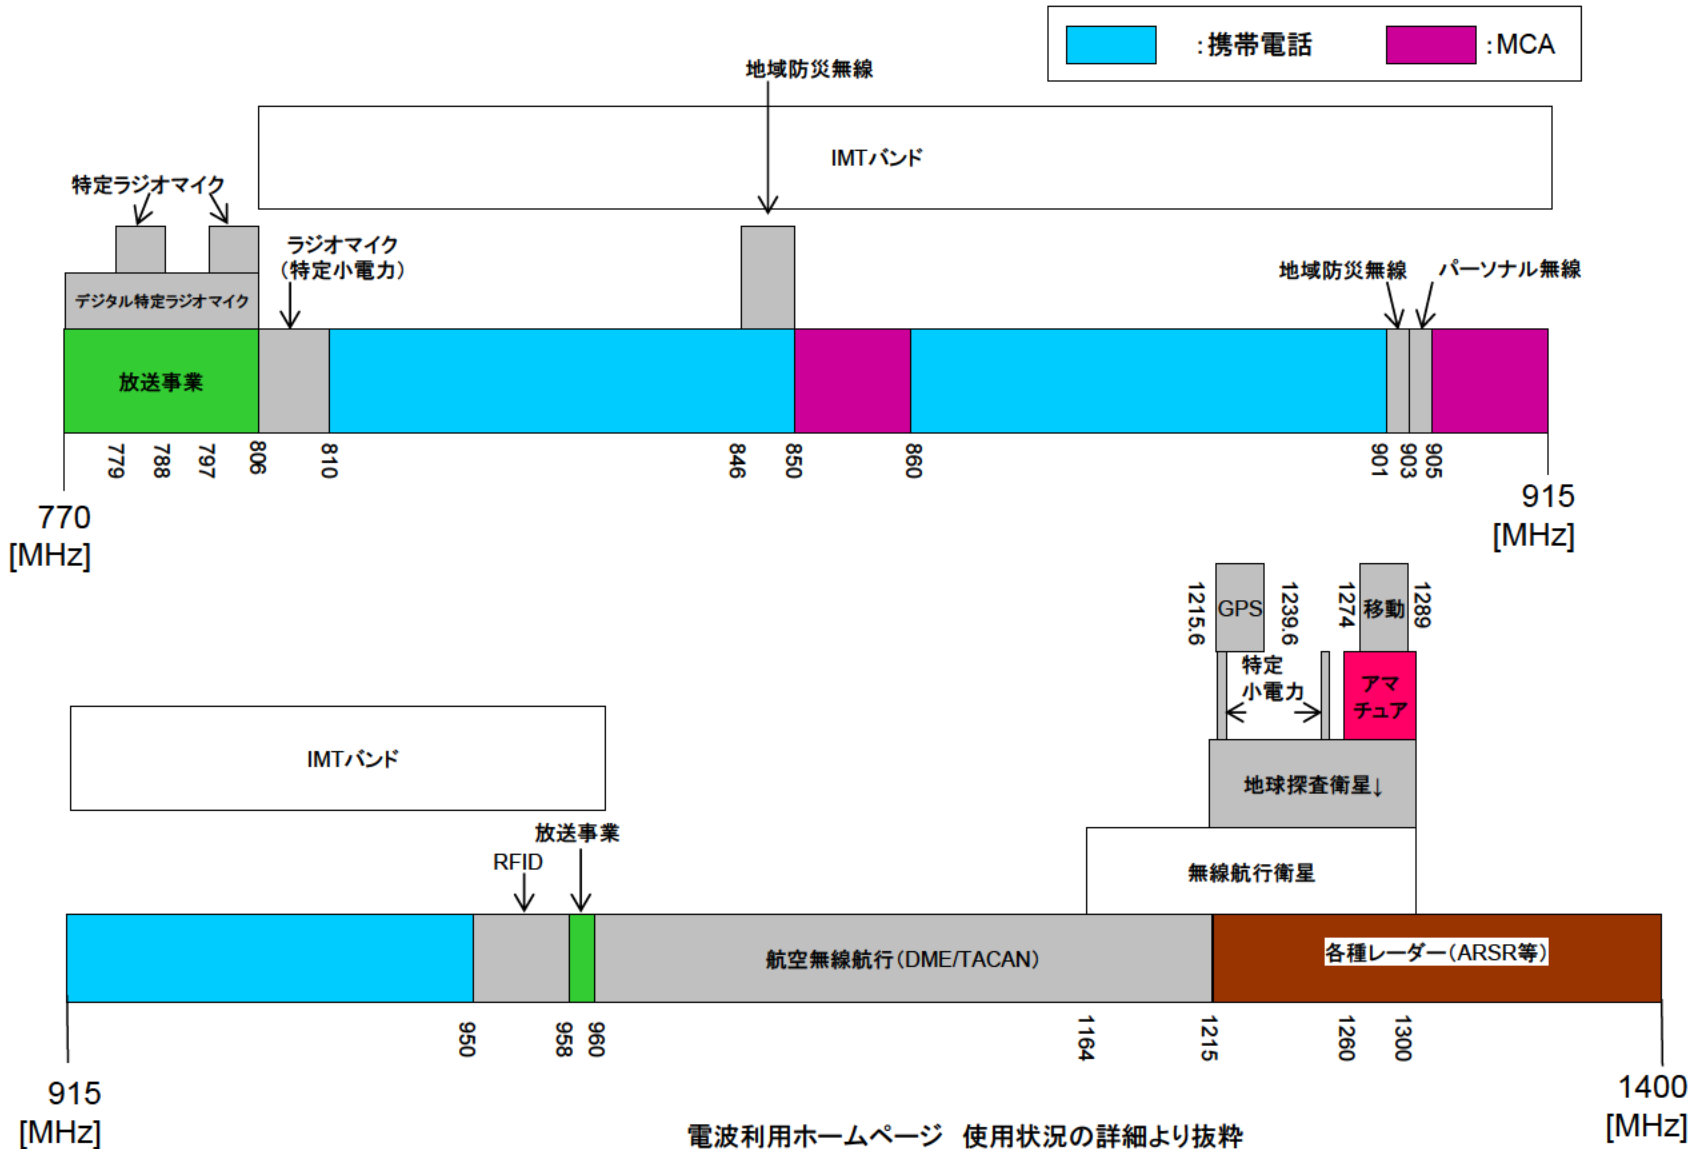 ：携帯電話
：MCA
地域防災無線
IMTバンド
特定ラジオマイク
ラジオマイク
（特定小電力）
地域防災無線
パーソナル無線
デジタル特定ラジオマイク
放送事業
779
788
797
806
810
846
850
860
901
903
905
770
[MHz]
915
[MHz]
1215.6
GPS
1239.6
1274
移動
1289
特定
小電力
アマ
チュア
IMTバンド
地球探査衛星↓
放送事業
RFID
無線航行衛星
航空無線航行（DME/TACAN）
各種レーダー（ARSR等）
950
958
960
1164
1215
1260
1300
915
[MHz]
1400
[MHz]
電波利用ホームページ　使用状況の詳細より抜粋